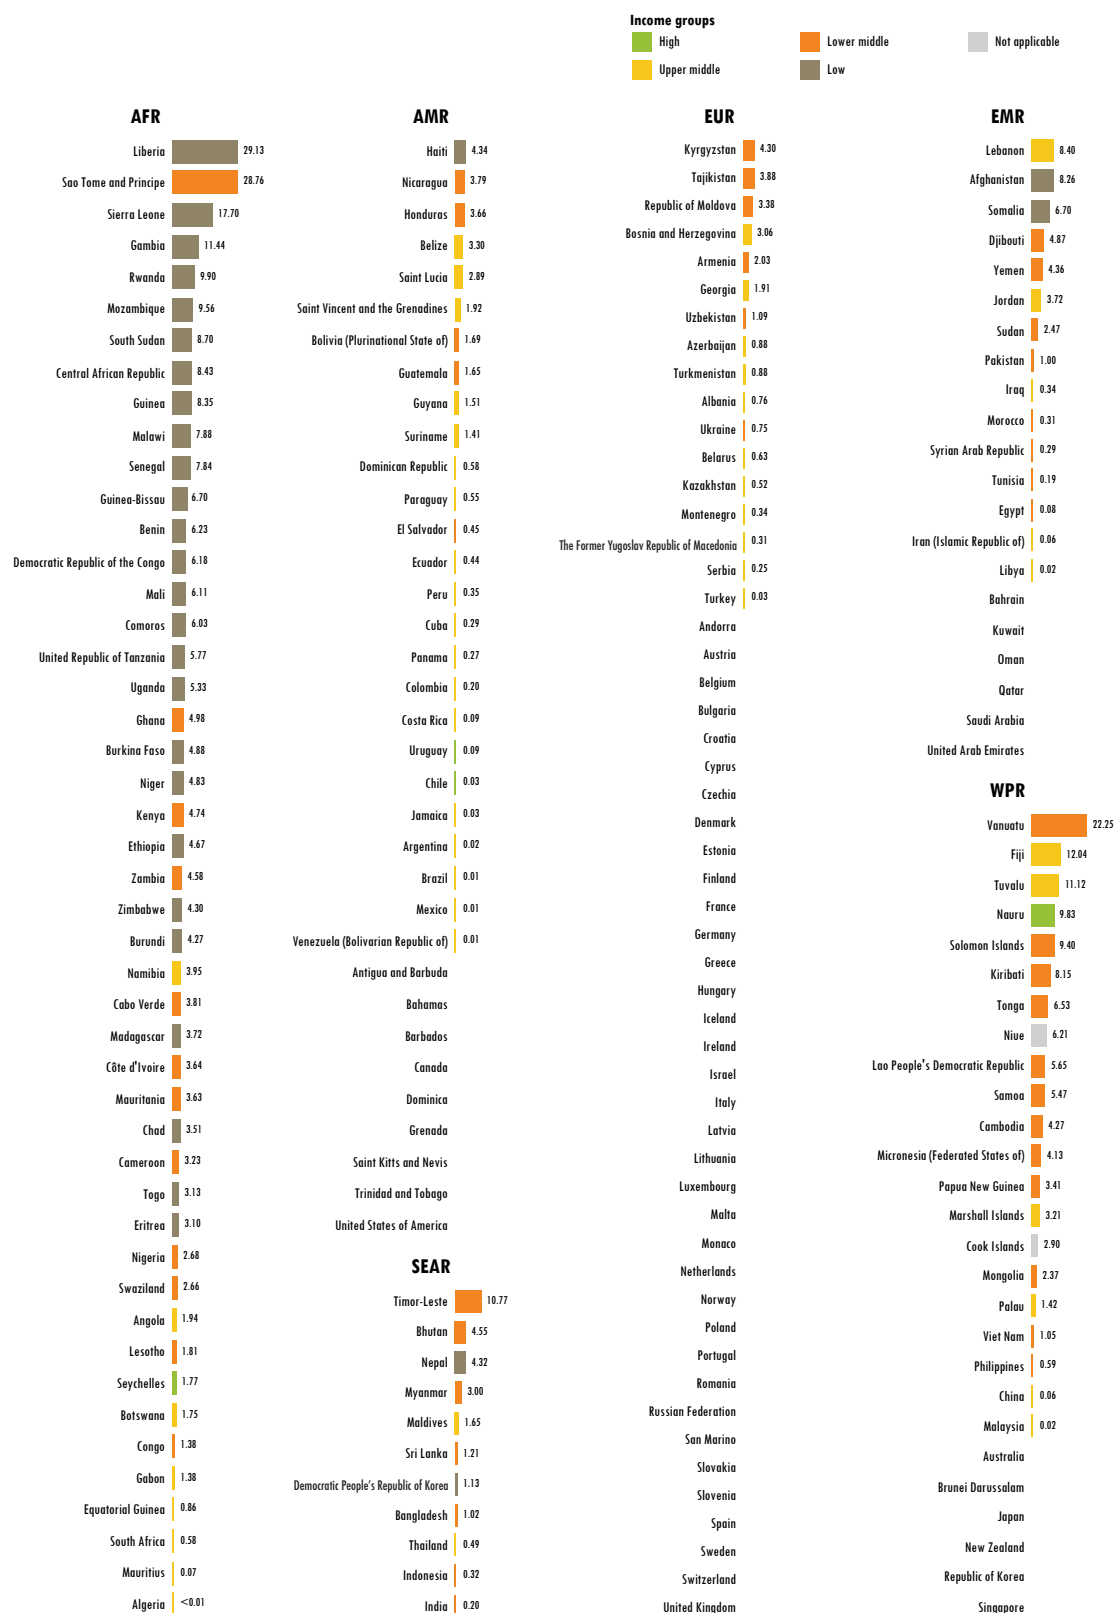 Income groups
High
Lower middle
Not applicable
Upper middle
Low
AFR
Liberia 29.13
Sao Tome and Principe 28.76
Sierra Leone 17.70
Gambia 11.44
Rwanda 9.90
Mozambique 9.56
South Sudan 8.70
Central African Republic 8.43
Guinea 8.35
Malawi 7.88
Senegal 7.84
Guinea-Bissau 6.70
Benin 6.23
Democratic Republic of the Congo 6.18
Mali 6.11
Comoros 6.03
United Republic of Tanzania 5.77
Uganda 5.33
Ghana 4.98
Burkina Faso 4.88
Niger 4.83
Kenya 4.74
Ethiopia 4.67
Zambia 4.58
Zimbabwe 4.30
Burundi 4.27
Namibia 3.95
Cabo Verde 3.81
Madagascar 3.72
Côte d'Ivoire 3.64
Mauritania 3.63
Chad 3.51
Cameroon 3.23
Togo 3.13
Eritrea 3.10
Nigeria 2.68
Swaziland 2.66
Angola 1.94
Lesotho 1.81
Seychelles 1.77
Botswana 1.75
Congo 1.38
Gabon 1.38
Equatorial Guinea 0.86
South Africa 0.58
Mauritius 0.07
Algeria <0.01
AMR
Haiti 4.34
Nicaragua 3.79
Honduras 3.66
Belize 3.30
Saint Lucia 2.89
Saint Vincent and the Grenadines 1.92
Bolivia (Plurinational State of) 1.69
Guatemala 1.65
Guyana 1.51
Suriname 1.41
Dominican Republic 0.58
Paraguay 0.55
El Salvador 0.45
Ecuador 0.44
Peru 0.35
Cuba 0.29
Panama 0.27
Colombia 0.20
Costa Rica 0.09
Uruguay 0.09
Chile 0.03
Jamaica 0.03
Argentina 0.02
Brazil 0.01
Mexico 0.01
Venezuela (Bolivarian Republic of) 0.01
Antigua and Barbuda
Bahamas
Barbados
Canada
Dominica
Grenada
Saint Kitts and Nevis
Trinidad and Tobago
United States of America
SEAR
Timor-Leste 10.77
Bhutan 4.55
Nepal 4.32
Myanmar 3.00
Maldives 1.65
Sri Lanka 1.21
Democratic People's Republic of Korea 1.13
Bangladesh 1.02
Thailand 0.49
Indonesia 0.32
India 0.20
EUR
Kyrgyzstan 4.30
Tajikistan 3.88
Republic of Moldova 3.38
Bosnia and Herzegovina 3.06
Armenia 2.03
Georgia 1.91
Uzbekistan 1.09
Azerbaijan 0.88
Turkmenistan 0.88
Albania 0.76
Ukraine 0.75
Belarus 0.63
Kazakhstan 0.52
Montenegro 0.34
The Former Yugoslav Republic of Macedonia 0.31
Serbia 0.25
Turkey 0.03
Andorra
Austria
Belgium
Bulgaria
Croatia
Cyprus
Czechia
Denmark
Estonia
Finland
France
Germany
Greece
Hungary
Iceland
Ireland
Israel
Italy
Latvia
Lithuania
Luxembourg
Malta
Monaco
Netherlands
Norway
Poland
Portugal
Romania
Russian Federation
San Marino
Slovakia
Slovenia
Spain
Sweden
Switzerland
United Kingdom
EMR
Lebanon 8.40
Afghanistan 8.26
Somalia 6.70
Djibouti 4.87
Yemen 4.36
Jordan 3.72
Sudan 2.47
Pakistan 1.00
Iraq 0.34
Morocco 0.31
Syrian Arab Republic 0.29
Tunisia 0.19
Egypt 0.08
Iran (Islamic Republic of) 0.06
Libya 0.02
Bahrain
Kuwait
Oman
Qatar
Saudi Arabia
United Arab Emirates
WPR
Vanuatu 22.25
Fiji 12.04
Tuvalu 11.12
Nauru 9.83
Solomon Islands 9.40
Kiribati 8.15
Tonga 6.53
Niue 6.21
Lao People's Democratic Republic 5.65
Samoa 5.47
Cambodia 4.27
Micronesia (Federated States of) 4.13
Papua New Guinea 3.41
Marshall Islands 3.21
Cook Islands 2.90
Mongolia 2.37
Palau 1.42
Viet Nam 1.05
Philippines 0.59
China 0.06
Malaysia 0.02
Australia
Brunei Darussalam
Japan
New Zealand
Republic of Korea
Singapore